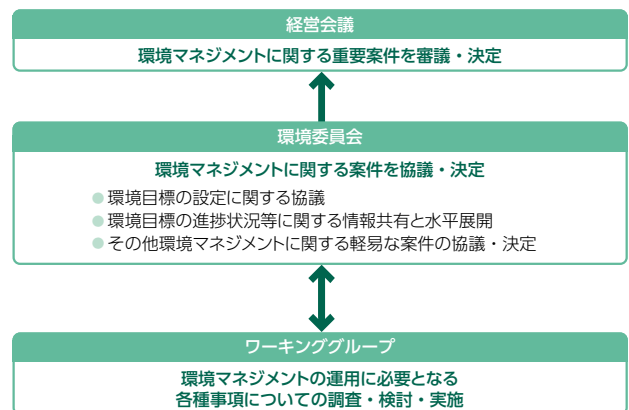 経営会議
環境マネジメントに関する重要案件を審議・決定
環境委員会
環境マネジメントに関する案件を協議・決定
●環境目標の設定に関する協議
●環境目標の進捗状況等に関する情報共有と水平展開
●その他環境マネジメントに関する軽易な案件の協議・決定
ワーキンググループ
環境マネジメントの運用に必要となる
各種事項についての調査・検討・実施